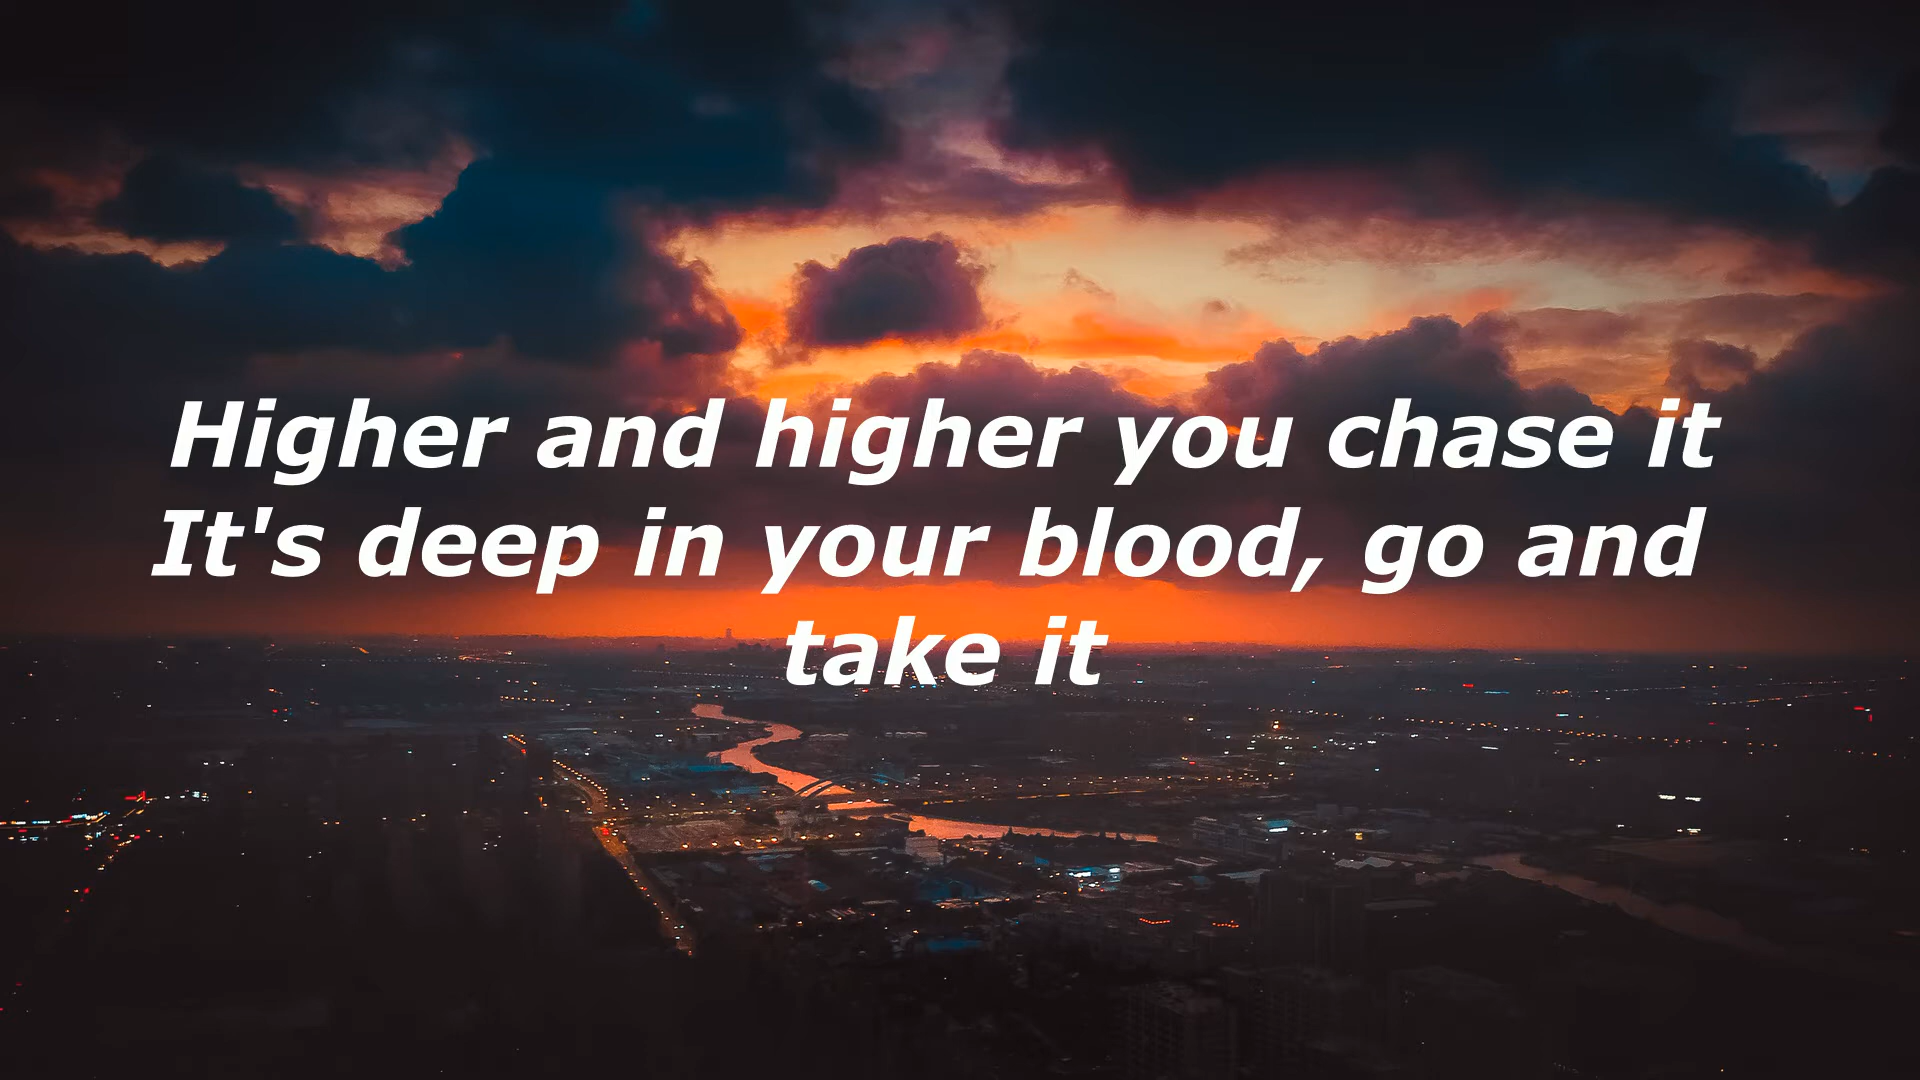 Higher and higher you chase it
It's deep in your blood, go and
take it